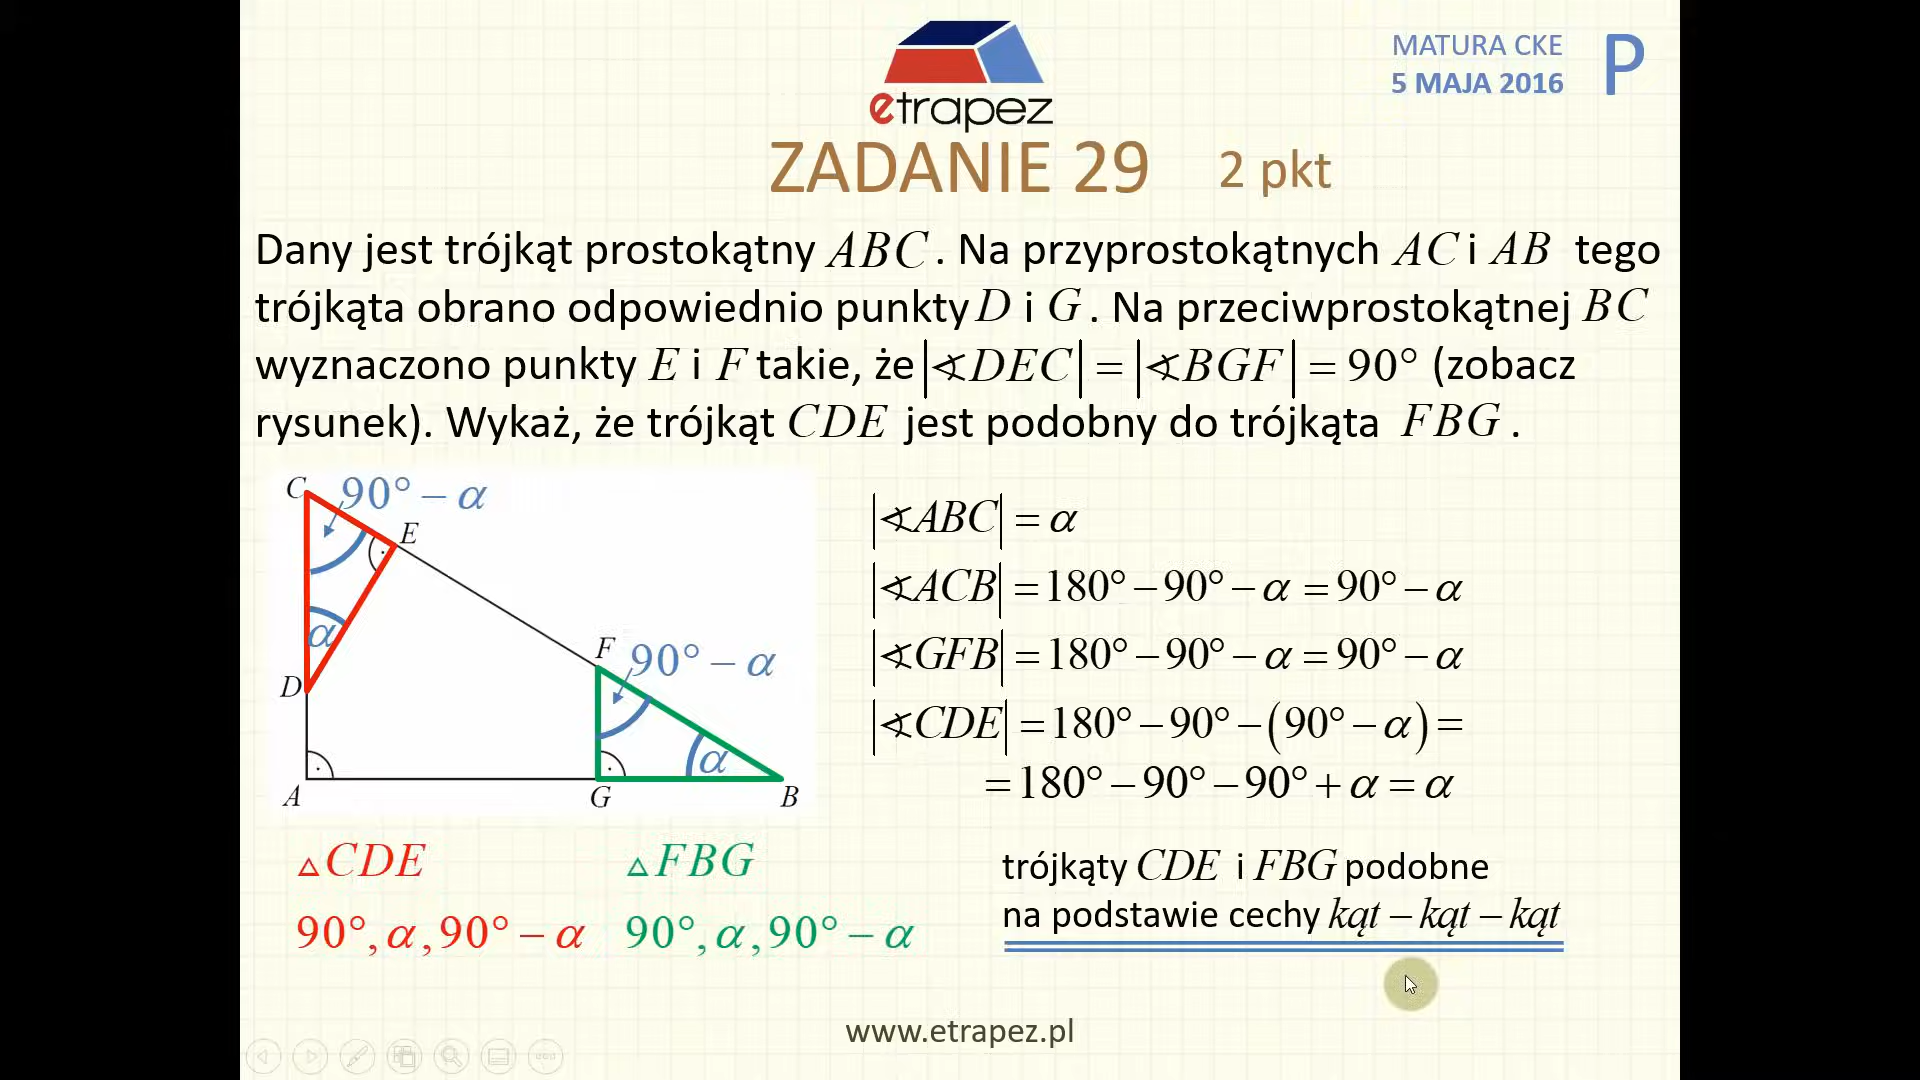 etrapez
MATURA CKE
5 MAJA 2016
P
ZADANIE 29 2 pkt
Dany jest trójkąt prostokątny ABC. Na przyprostokątnych AC i AB tego
trójkąta obrano odpowiednio punkty D i G. Na przeciwprostokątnej BC
wyznaczono punkty E i F takie, że |∢DEC| = |∢BGF| = 90° (zobacz
rysunek). Wykaż, że trójkąt CDE jest podobny do trójkąta FBG.
C
90° − α
E
α
D
F
90° − α
α
A
G
B
|∢ABC| = α
|∢ACB| = 180° − 90° − α = 90° − α
|∢GFB| = 180° − 90° − α = 90° − α
|∢CDE| = 180° − 90° − (90° − α) =
= 180° − 90° − 90° + α = α
△CDE
90°, α, 90° − α
△FBG
90°, α, 90° − α
trójkąty CDE i FBG podobne
na podstawie cechy kąt − kąt − kąt
www.etrapez.pl